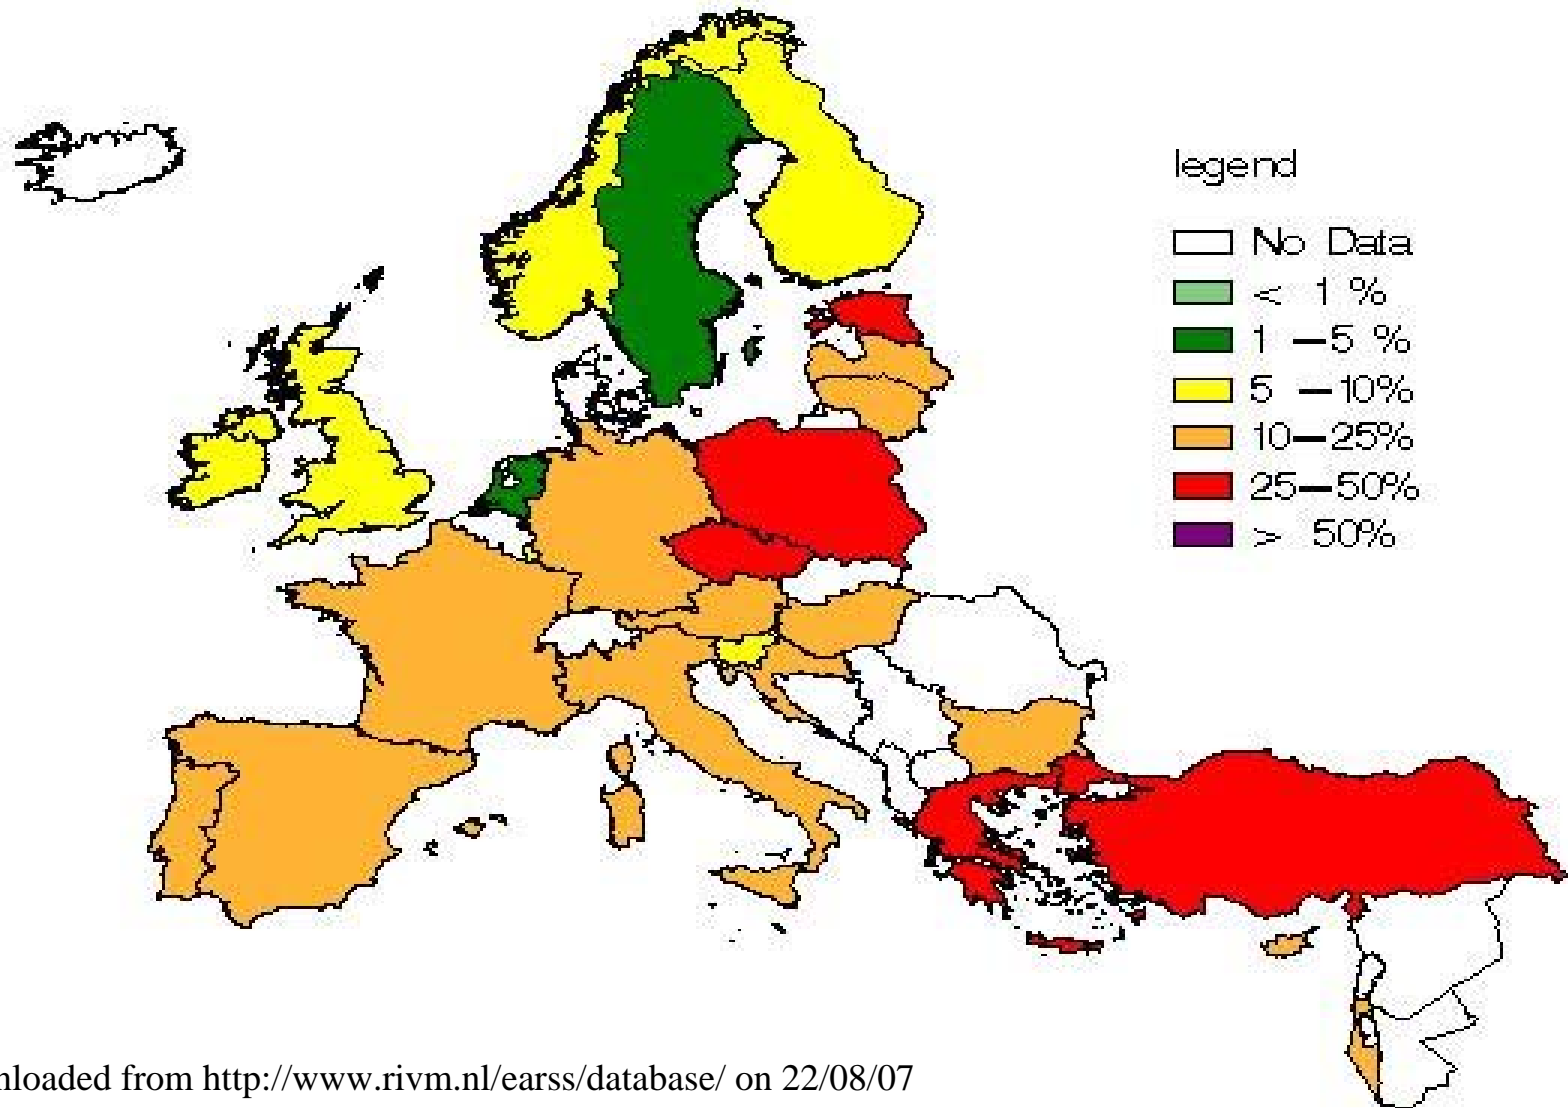 legend
No Data
< 1 %
1 –5 %
5 –10%
10–25%
25–50%
> 50%
nloaded from http://www.rivm.nl/earss/database/ on 22/08/07